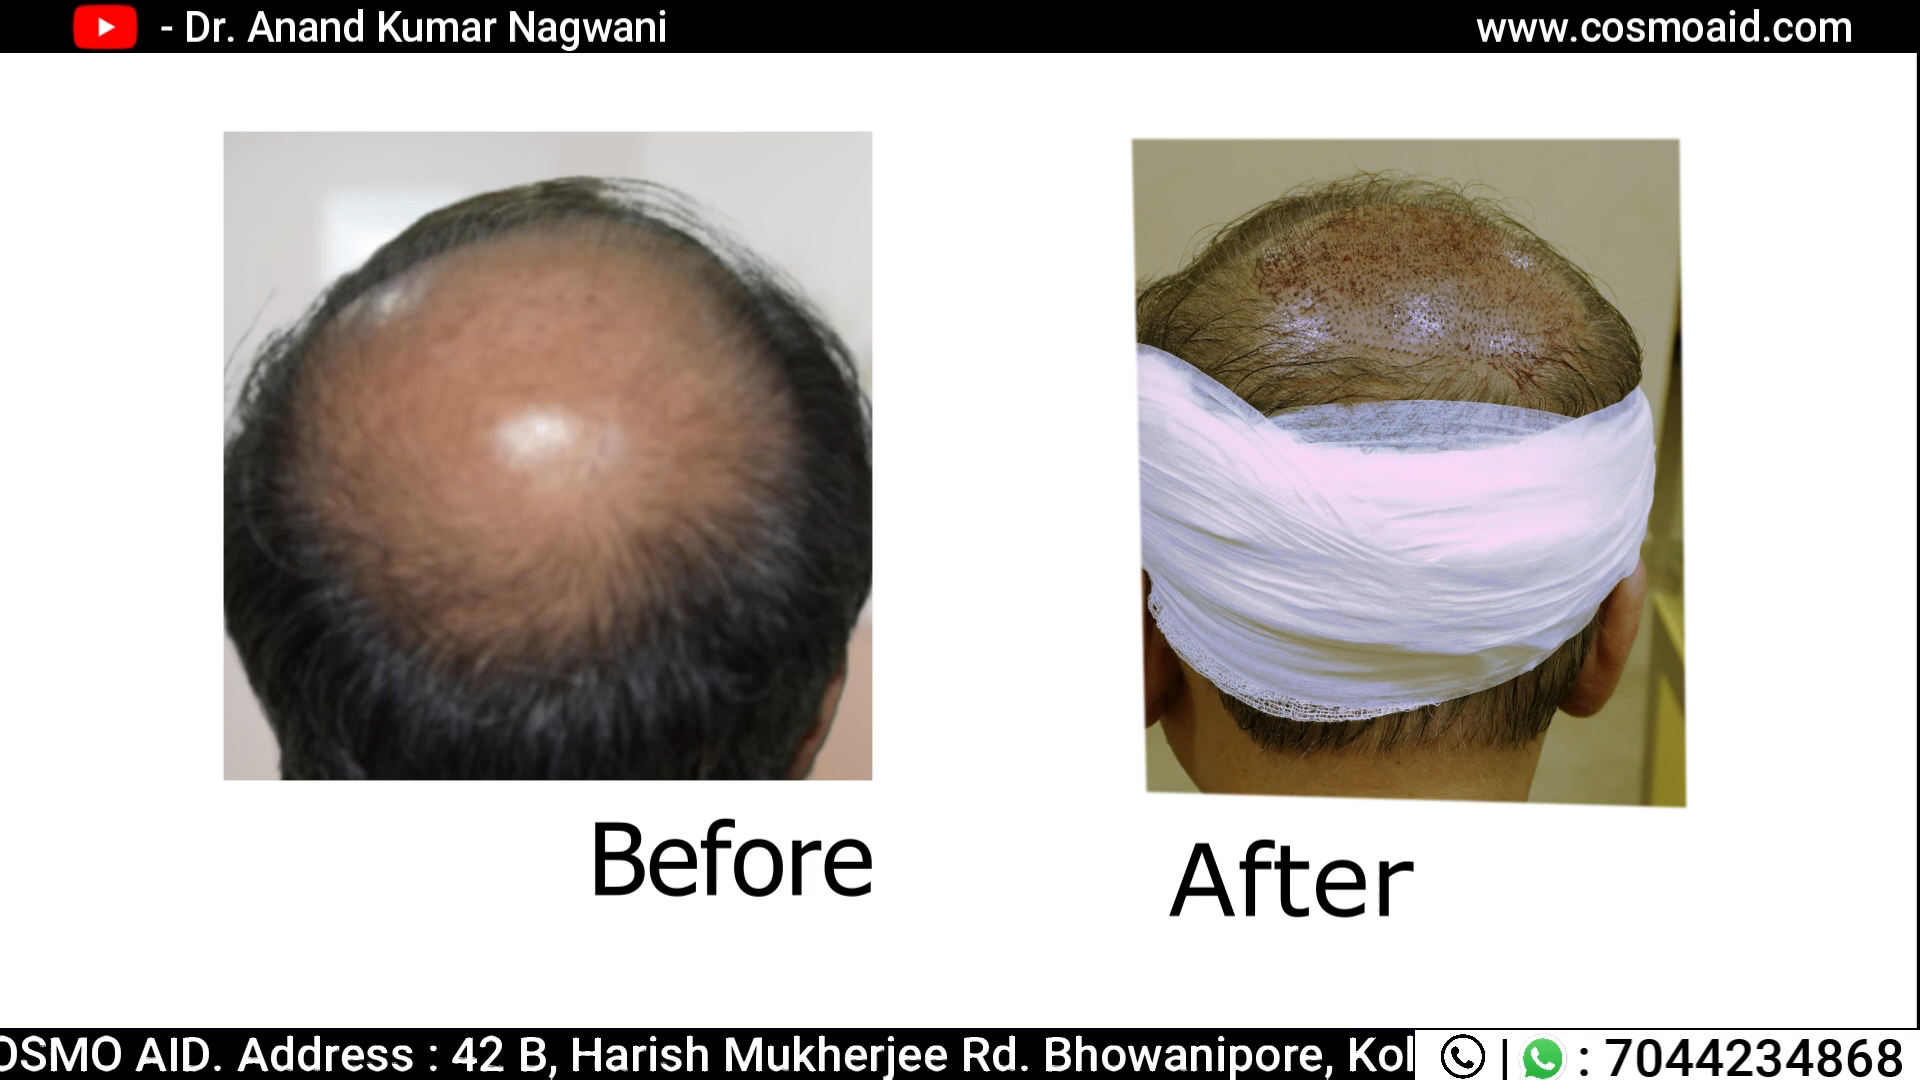 - Dr. Anand Kumar Nagwani
www.cosmoaid.com
Before
After
OSMO AID. Address : 42 B, Harish Mukherjee Rd. Bhowanipore, Kol
| : 7044234868